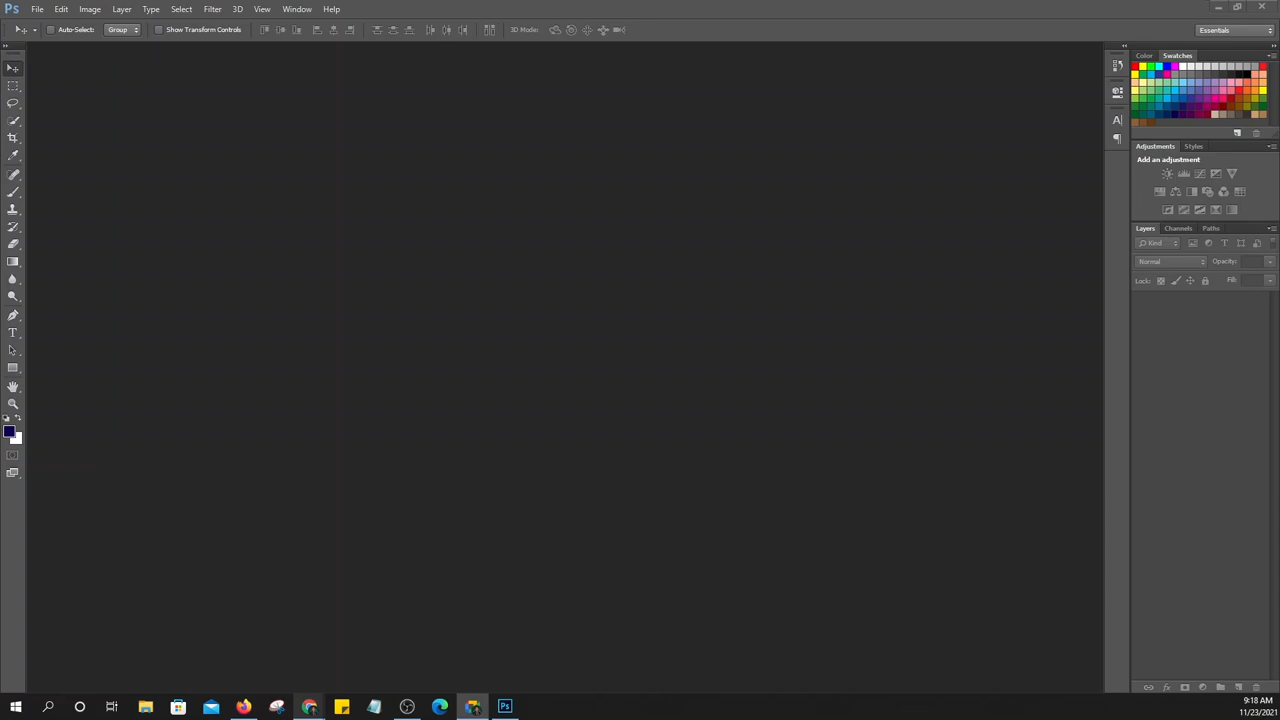 Ps File Edit Image Layer Type Select Filter 3D View Window Help
Auto-Select: Group Show Transform Controls 3D Mode: Essentials
Color Swatches
Adjustments Styles
Add an adjustment
Layers Channels Paths
Kind
Normal Opacity:
Lock: Fill:
9:18 AM
11/23/2021
Ps